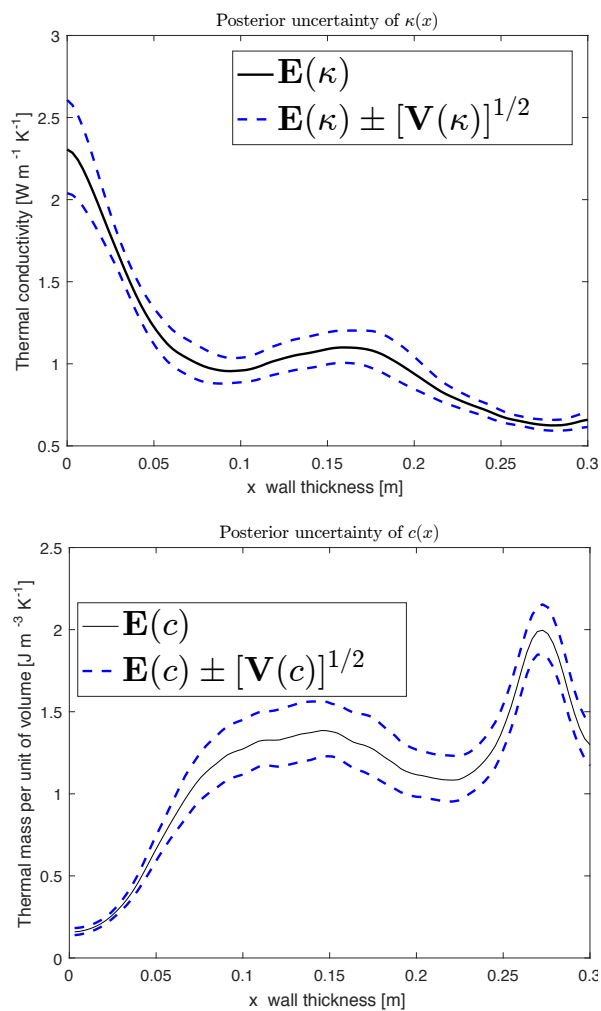 Posterior uncertainty of κ(x)
3
2.5
2
1.5
1
0.5
Thermal conductivity [W m⁻¹ K⁻¹]
E(κ)
E(κ) ± [V(κ)]^{1/2}
0 0.05 0.1 0.15 0.2 0.25 0.3
x wall thickness [m]
Posterior uncertainty of c(x)
2.5
2
1.5
1
0.5
0
Thermal mass per unit of volume [J m⁻³ K⁻¹]
E(c)
E(c) ± [V(c)]^{1/2}
0 0.05 0.1 0.15 0.2 0.25 0.3
x wall thickness [m]